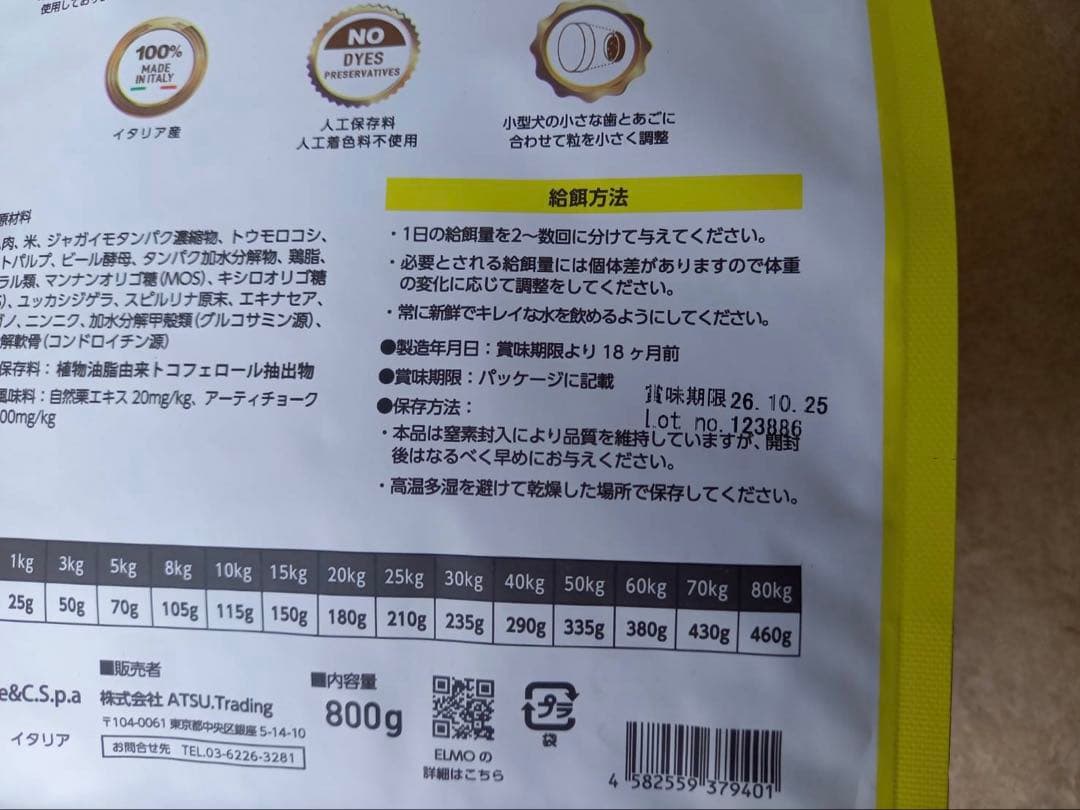 使用しており
100%
MADE
IN ITALY
イタリア産
NO
DYES
PRESERVATIVES
人工保存料
人工着色料不使用
小型犬の小さな歯とあごに
合わせて粒を小さく調整
原材料
肉、米、ジャガイモタンパク濃縮物、トウモロコシ、
トパルプ、ビール酵母、タンパク加水分解物、鶏脂、
ラル類、マンナンオリゴ糖(MOS)、キシロオリゴ糖
)、ユッカシジゲラ、スピルリナ原末、エキナセア、
ノ、ニンニク、加水分解甲殻類(グルコサミン源)、
解軟骨(コンドロイチン源)
保存料：植物油脂由来トコフェロール抽出物
風味料：自然栗エキス 20mg/kg、アーティチョーク
00mg/kg
給餌方法
・1日の給餌量を2〜数回に分けて与えてください。
・必要とされる給餌量には個体差がありますので体重
の変化に応じて調整をしてください。
・常に新鮮でキレイな水を飲めるようにしてください。
●製造年月日：賞味期限より 18 ヶ月前
●賞味期限：パッケージに記載
賞味期限 26. 10. 25
Lot no. 123886
●保存方法：
・本品は窒素封入により品質を維持していますが、開封
後はなるべく早めにお与えください。
・高温多湿を避けて乾燥した場所で保存してください。
1kg 3kg 5kg 8kg 10kg 15kg 20kg 25kg 30kg 40kg 50kg 60kg 70kg 80kg
25g 50g 70g 105g 115g 150g 180g 210g 235g 290g 335g 380g 430g 460g
e&C.S.p.a
イタリア
■販売者
株式会社 ATSU.Trading
〒104-0061 東京都中央区銀座 5-14-10
お問合せ先 TEL.03-6226-3281
■内容量
800g
ELMO の
詳細はこちら
プラ
袋
4 582559 379401